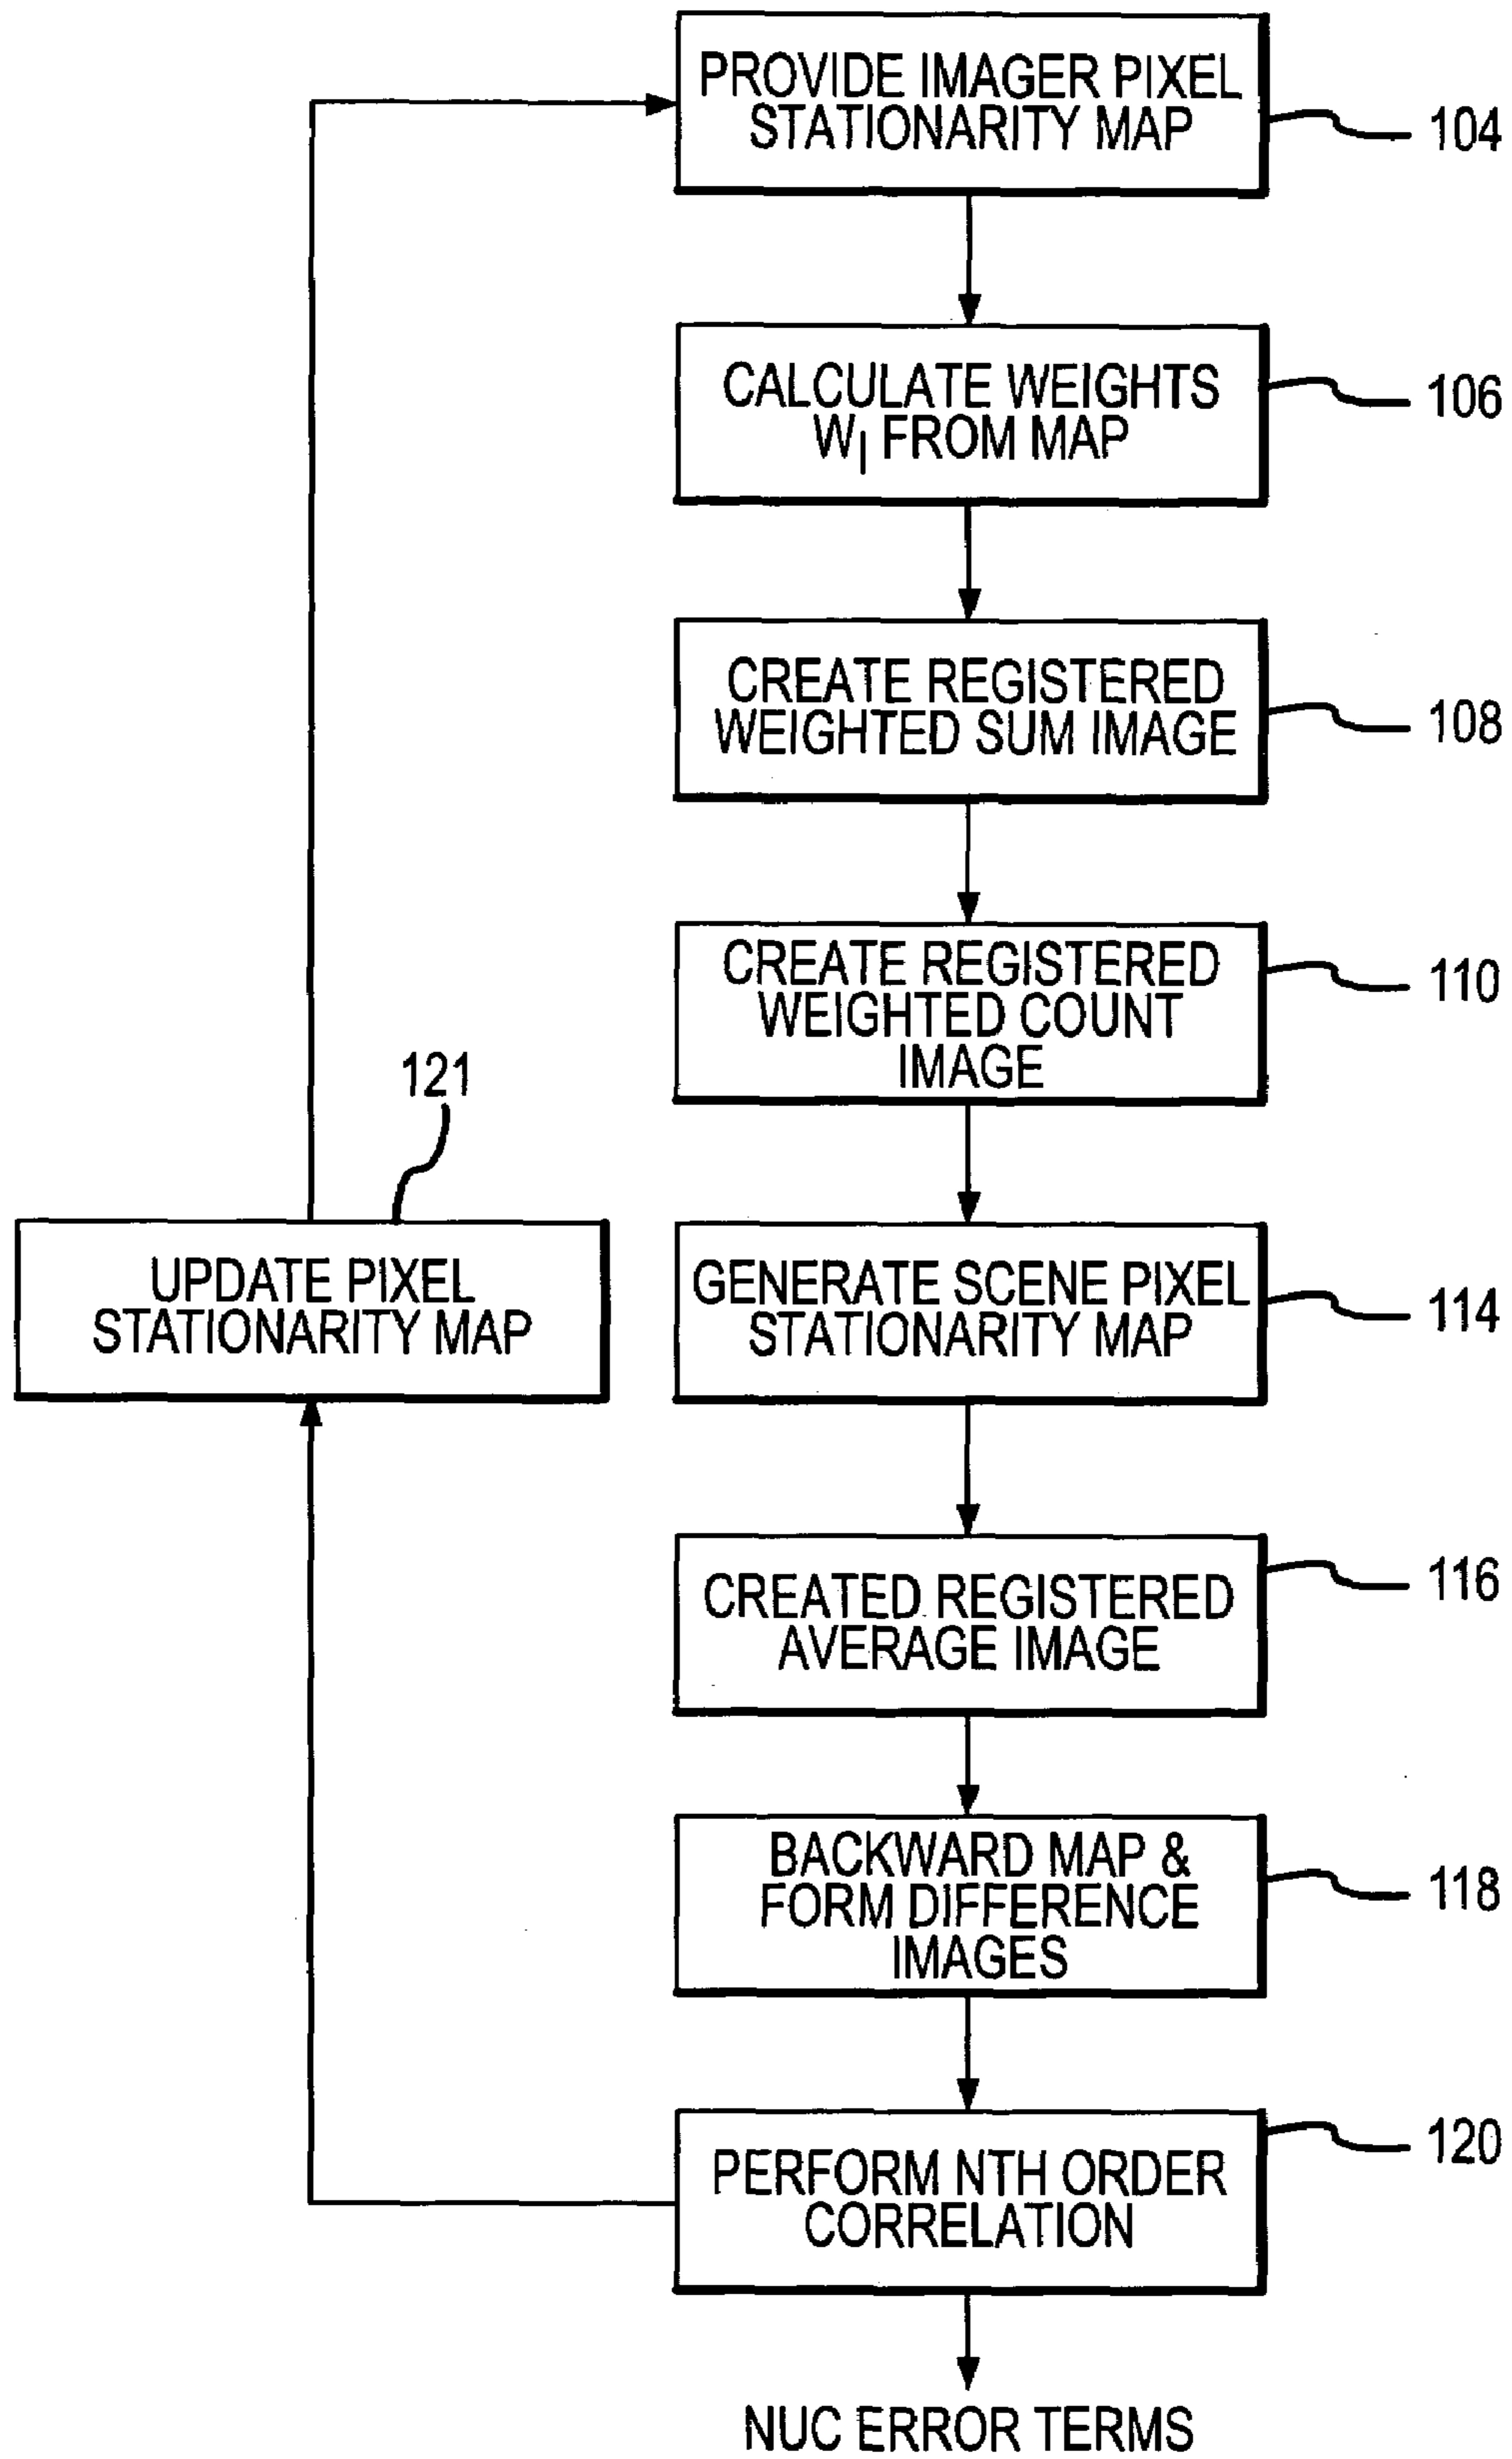 PROVIDE IMAGER PIXEL
STATIONARITY MAP
104
CALCULATE WEIGHTS
WI FROM MAP
106
CREATE REGISTERED
WEIGHTED SUM IMAGE
108
CREATE REGISTERED
WEIGHTED COUNT
IMAGE
110
121
UPDATE PIXEL
STATIONARITY MAP
GENERATE SCENE PIXEL
STATIONARITY MAP
114
CREATED REGISTERED
AVERAGE IMAGE
116
BACKWARD MAP &
FORM DIFFERENCE
IMAGES
118
PERFORM NTH ORDER
CORRELATION
120
NUC ERROR TERMS